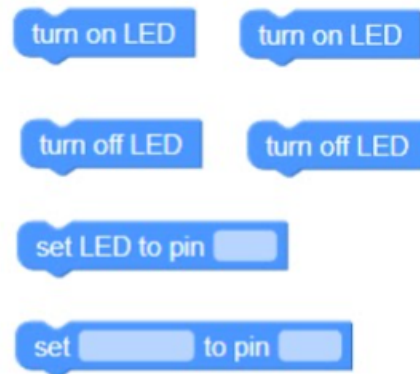 turn on LED turn on LED
turn off LED turn off LED
set LED to pin
set to pin